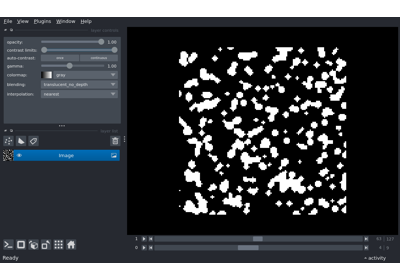 File View Plugins Window Help
opacity: 1.00
contrast limits:
auto-contrast: once continuous
gamma: 1.00
colormap: gray
blending: translucent_no_depth
interpolation: nearest
Image
1
0
Ready
activity